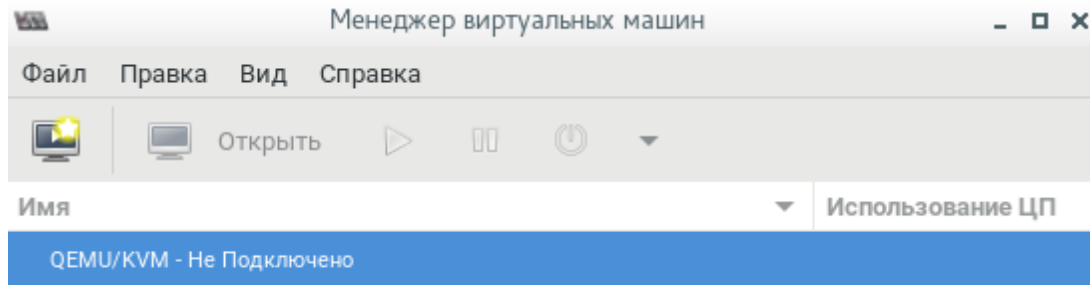 Менеджер виртуальных машин
Файл Правка Вид Справка
Открыть
Имя Использование ЦП
QEMU/KVM - Не Подключено